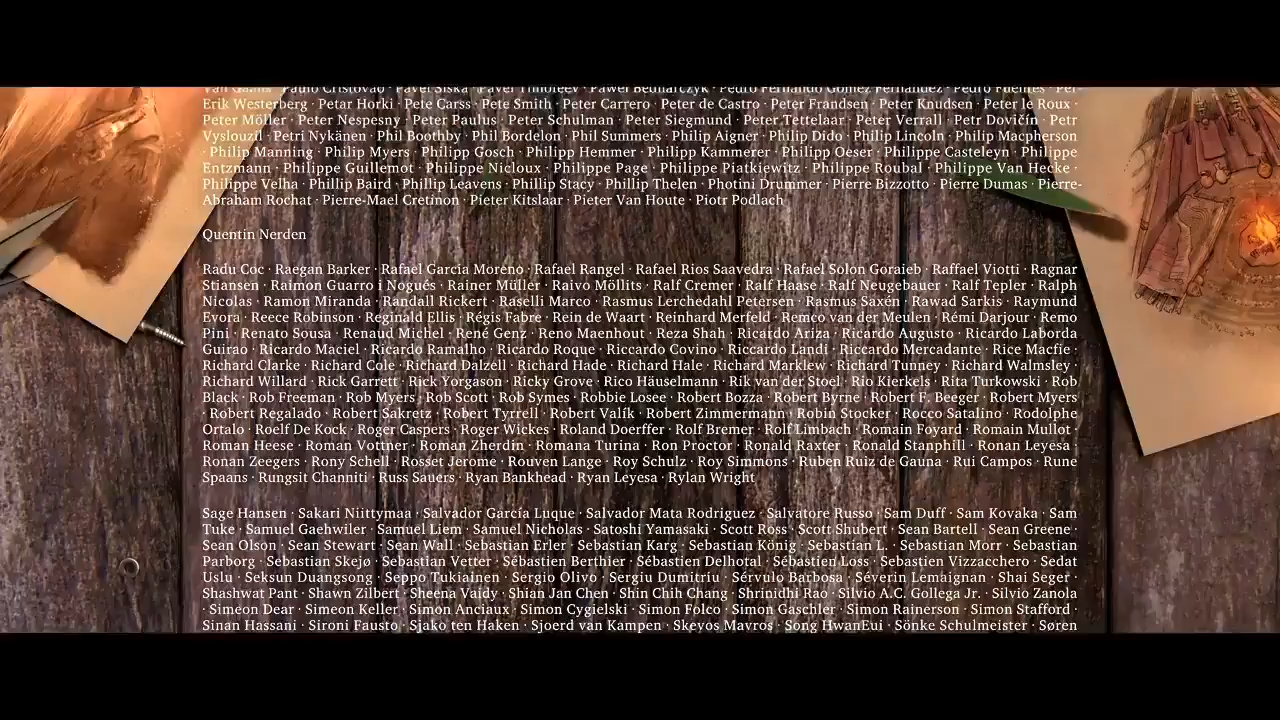 Paulo Cristovao · Pavel Siska · Pavel Timofeev · Pawel Bednarczyk · Pedro Fernando Gomez Fernandez · Pedro Fuentes · Per-
Erik Westerberg · Petar Horki · Pete Carss · Pete Smith · Peter Carrero · Peter de Castro · Peter Frandsen · Peter Knudsen · Peter le Roux ·
Peter Möller · Peter Nespesny · Peter Paulus · Peter Schulman · Peter Siegmund · Peter Tettelaar · Peter Verrall · Petr Dovičín · Petr
Vyslouzil · Petri Nykänen · Phil Boothby · Phil Bordelon · Phil Summers · Philip Aigner · Philip Dido · Philip Lincoln · Philip Macpherson
· Philip Manning · Philip Myers · Philipp Gosch · Philipp Hemmer · Philipp Kammerer · Philipp Oeser · Philippe Casteleyn · Philippe
Entzmann · Philippe Guillemot · Philippe Nicloux · Philippe Page · Philippe Piatkiewitz · Philippe Roubal · Philippe Van Hecke ·
Philippe Velha · Phillip Baird · Phillip Leavens · Phillip Stacy · Phillip Thelen · Photini Drummer · Pierre Bizzotto · Pierre Dumas · Pierre-
Abraham Rochat · Pierre-Mael Cretinon · Pieter Kitslaar · Pieter Van Houte · Piotr Podlach
Quentin Nerden
Radu Coc · Raegan Barker · Rafael García Moreno · Rafael Rangel · Rafael Rios Saavedra · Rafael Solon Goraieb · Raffael Viotti · Ragnar
Stiansen · Raimon Guarro i Nogués · Rainer Müller · Raivo Möllits · Ralf Cremer · Ralf Haase · Ralf Neugebauer · Ralf Tepler · Ralph
Nicolas · Ramon Miranda · Randall Rickert · Raselli Marco · Rasmus Lerchedahl Petersen · Rasmus Saxén · Rawad Sarkis · Raymund
Evora · Reece Robinson · Reginald Ellis · Régis Fabre · Rein de Waart · Reinhard Merfeld · Remco van der Meulen · Rémi Darjour · Remo
Pini · Renato Sousa · Renaud Michel · René Genz · Reno Maenhout · Reza Shah · Ricardo Ariza · Ricardo Augusto · Ricardo Laborda
Guirao · Ricardo Maciel · Ricardo Ramalho · Ricardo Roque · Riccardo Covino · Riccardo Landi · Riccardo Mercadante · Rice Macfie ·
Richard Clarke · Richard Cole · Richard Dalzell · Richard Hade · Richard Hale · Richard Marklew · Richard Tunney · Richard Walmsley ·
Richard Willard · Rick Garrett · Rick Yorgason · Ricky Grove · Rico Häuselmann · Rik van der Stoel · Rio Kierkels · Rita Turkowski · Rob
Black · Rob Freeman · Rob Myers · Rob Scott · Rob Symes · Robbie Losee · Robert Bozza · Robert Byrne · Robert F. Beeger · Robert Myers
· Robert Regalado · Robert Sakretz · Robert Tyrrell · Robert Valík · Robert Zimmermann · Robin Stocker · Rocco Satalino · Rodolphe
Ortalo · Roelf De Kock · Roger Caspers · Roger Wickes · Roland Doerffer · Rolf Bremer · Rolf Limbach · Romain Foyard · Romain Mullot ·
Roman Heese · Roman Vottner · Roman Zherdin · Romana Turina · Ron Proctor · Ronald Raxter · Ronald Stanphill · Ronan Leyesa ·
Ronan Zeegers · Rony Schell · Rosset Jerome · Rouven Lange · Roy Schulz · Roy Simmons · Ruben Ruiz de Gauna · Rui Campos · Rune
Spaans · Rungsit Channiti · Russ Sauers · Ryan Bankhead · Ryan Leyesa · Rylan Wright
Sage Hansen · Sakari Niittymaa · Salvador García Luque · Salvador Mata Rodriguez · Salvatore Russo · Sam Duff · Sam Kovaka · Sam
Tuke · Samuel Gaehwiler · Samuel Liem · Samuel Nicholas · Satoshi Yamasaki · Scott Ross · Scott Shubert · Sean Bartell · Sean Greene ·
Sean Olson · Sean Stewart · Sean Wall · Sebastian Erler · Sebastian Karg · Sebastian König · Sebastian L. · Sebastian Morr · Sebastian
Parborg · Sebastian Skejø · Sebastian Vetter · Sébastien Berthier · Sébastien Delhotal · Sébastien Loss · Sebastien Vizzacchero · Sedat
Uslu · Seksun Duangsong · Seppo Tukiainen · Sergio Olivo · Sergiu Dumitriu · Sérvulo Barbosa · Séverin Lemaignan · Shai Seger ·
Shashwat Pant · Shawn Zilbert · Sheena Vaidy · Shian Jan Chen · Shin Chih Chang · Shrinidhi Rao · Silvio A.C. Gollega Jr. · Silvio Zanola
· Simeon Dear · Simeon Keller · Simon Anciaux · Simon Cygielski · Simon Folco · Simon Gaschler · Simon Rainerson · Simon Stafford ·
Sinan Hassani · Sironi Fausto · Sjako ten Haken · Sjoerd van Kampen · Skeyos Mavros · Song HwanEui · Sönke Schulmeister · Søren